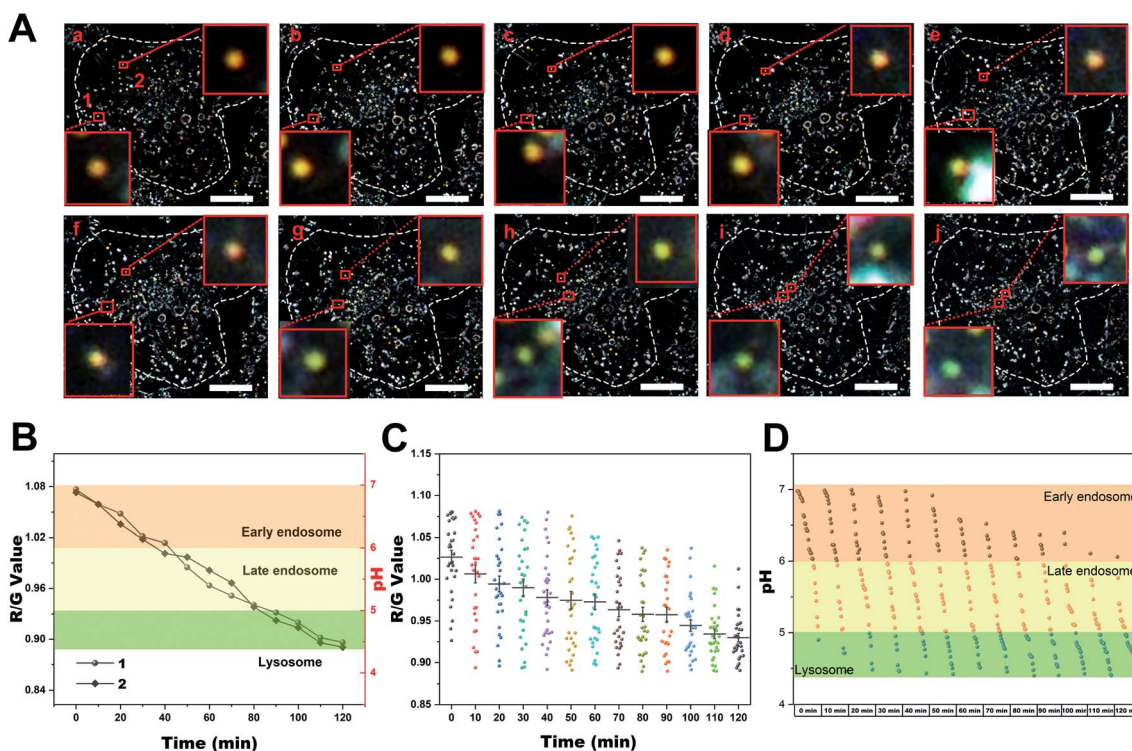 A
a
b
c
d
e
2
1
f
g
h
i
j
B
R/G Value
1.08
1.02
0.96
0.90
0.84
Early endosome
Late endosome
Lysosome
1
2
7
6
5
4
pH
0 20 40 60 80 100 120
Time (min)
C
R/G Value
1.15
1.10
1.05
1.00
0.95
0.90
0.85
0 10 20 30 40 50 60 70 80 90 100 110 120
Time (min)
D
pH
7
6
5
4
Early endosome
Late endosome
Lysosome
0 min 10 min 20 min 30 min 40 min 50 min 60 min 70 min 80 min 90 min 100 min 110 min 120 m